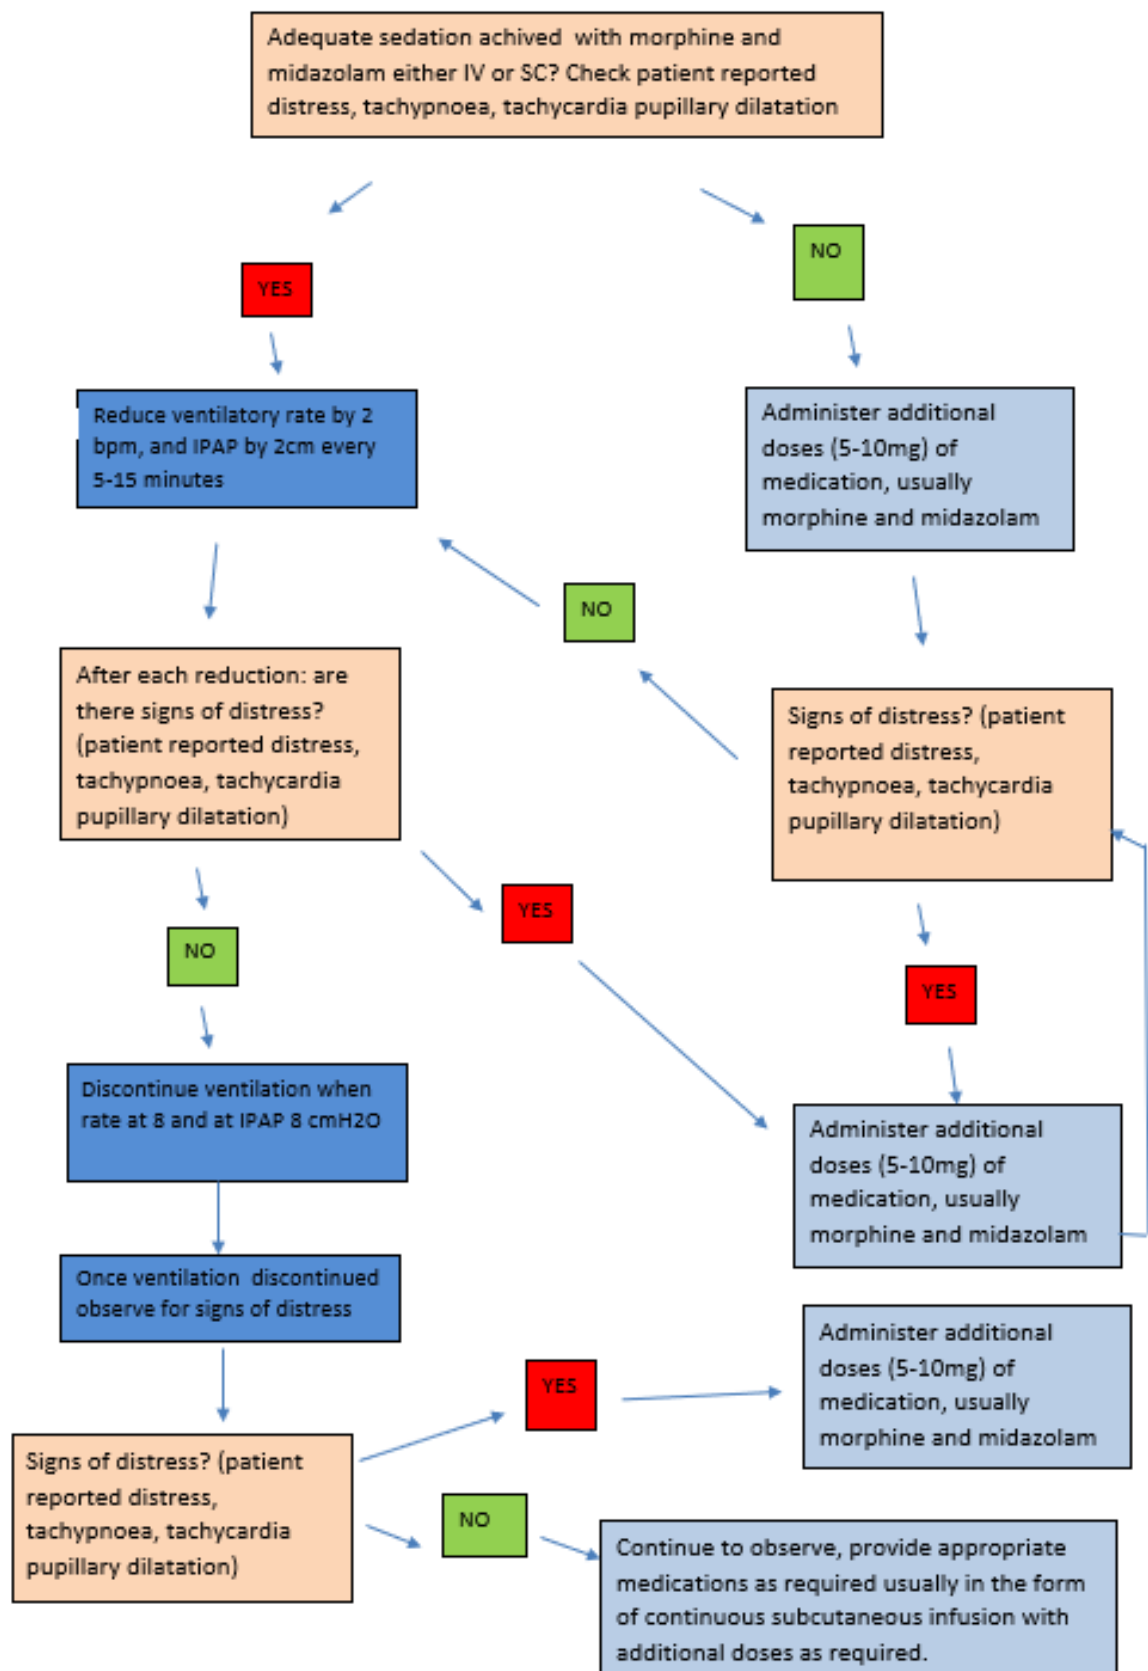 Adequate sedation achived with morphine and
midazolam either IV or SC? Check patient reported
distress, tachypnoea, tachycardia pupillary dilatation
NO
YES
Reduce ventilatory rate by 2
bpm, and IPAP by 2cm every
5-15 minutes
Administer additional
doses (5-10mg) of
medication, usually
morphine and midazolam
NO
After each reduction: are
there signs of distress?
(patient reported distress,
tachypnoea, tachycardia
pupillary dilatation)
Signs of distress? (patient
reported distress,
tachypnoea, tachycardia
pupillary dilatation)
YES
NO
YES
Discontinue ventilation when
rate at 8 and at IPAP 8 cmH2O
Administer additional
doses (5-10mg) of
medication, usually
morphine and midazolam
Once ventilation discontinued
observe for signs of distress
Administer additional
doses (5-10mg) of
medication, usually
morphine and midazolam
YES
Signs of distress? (patient
reported distress,
tachypnoea, tachycardia
pupillary dilatation)
NO
Continue to observe, provide appropriate
medications as required usually in the form
of continuous subcutaneous infusion with
additional doses as required.